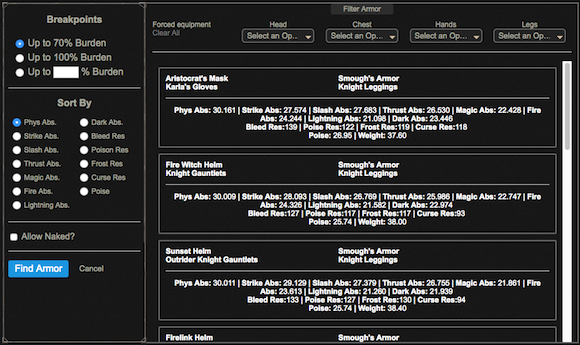 Breakpoints
Up to 70% Burden
Up to 100% Burden
Up to % Burden
Sort By
Phys Abs.
Dark Abs.
Strike Abs.
Bleed Res
Slash Abs.
Poison Res
Thrust Abs.
Frost Res
Magic Abs.
Curse Res
Fire Abs.
Poise
Lightning Abs.
Allow Naked?
Find Armor
Cancel
Filter Armor
Forced equipment
Clear All
Head
Chest
Hands
Legs
Select an Op...
Select an Op...
Select an Op...
Select an Op...
Aristocrat's Mask
Smough's Armor
Karla's Gloves
Knight Leggings
Phys Abs: 30.161 | Strike Abs: 27.574 | Slash Abs: 27.683 | Thrust Abs: 26.530 | Magic Abs: 22.428 | Fire
Abs: 24.244 | Lightning Abs: 21.098 | Dark Abs: 23.446
Bleed Res:139 | Poise Res:122 | Frost Res:119 | Curse Res:118
Poise: 26.95 | Weight: 37.60
Fire Witch Helm
Smough's Armor
Knight Gauntlets
Knight Leggings
Phys Abs: 30.009 | Strike Abs: 28.093 | Slash Abs: 26.769 | Thrust Abs: 25.986 | Magic Abs: 22.747 | Fire
Abs: 24.326 | Lightning Abs: 21.582 | Dark Abs: 22.974
Bleed Res:127 | Poise Res:117 | Frost Res:117 | Curse Res:93
Poise: 25.74 | Weight: 38.00
Sunset Helm
Smough's Armor
Outrider Knight Gauntlets
Knight Leggings
Phys Abs: 30.011 | Strike Abs: 29.129 | Slash Abs: 27.379 | Thrust Abs: 26.755 | Magic Abs: 21.861 | Fire
Abs: 23.613 | Lightning Abs: 21.260 | Dark Abs: 21.939
Bleed Res:133 | Poise Res:127 | Frost Res:130 | Curse Res:94
Poise: 25.74 | Weight: 38.40
Firelink Helm
Smough's Armor